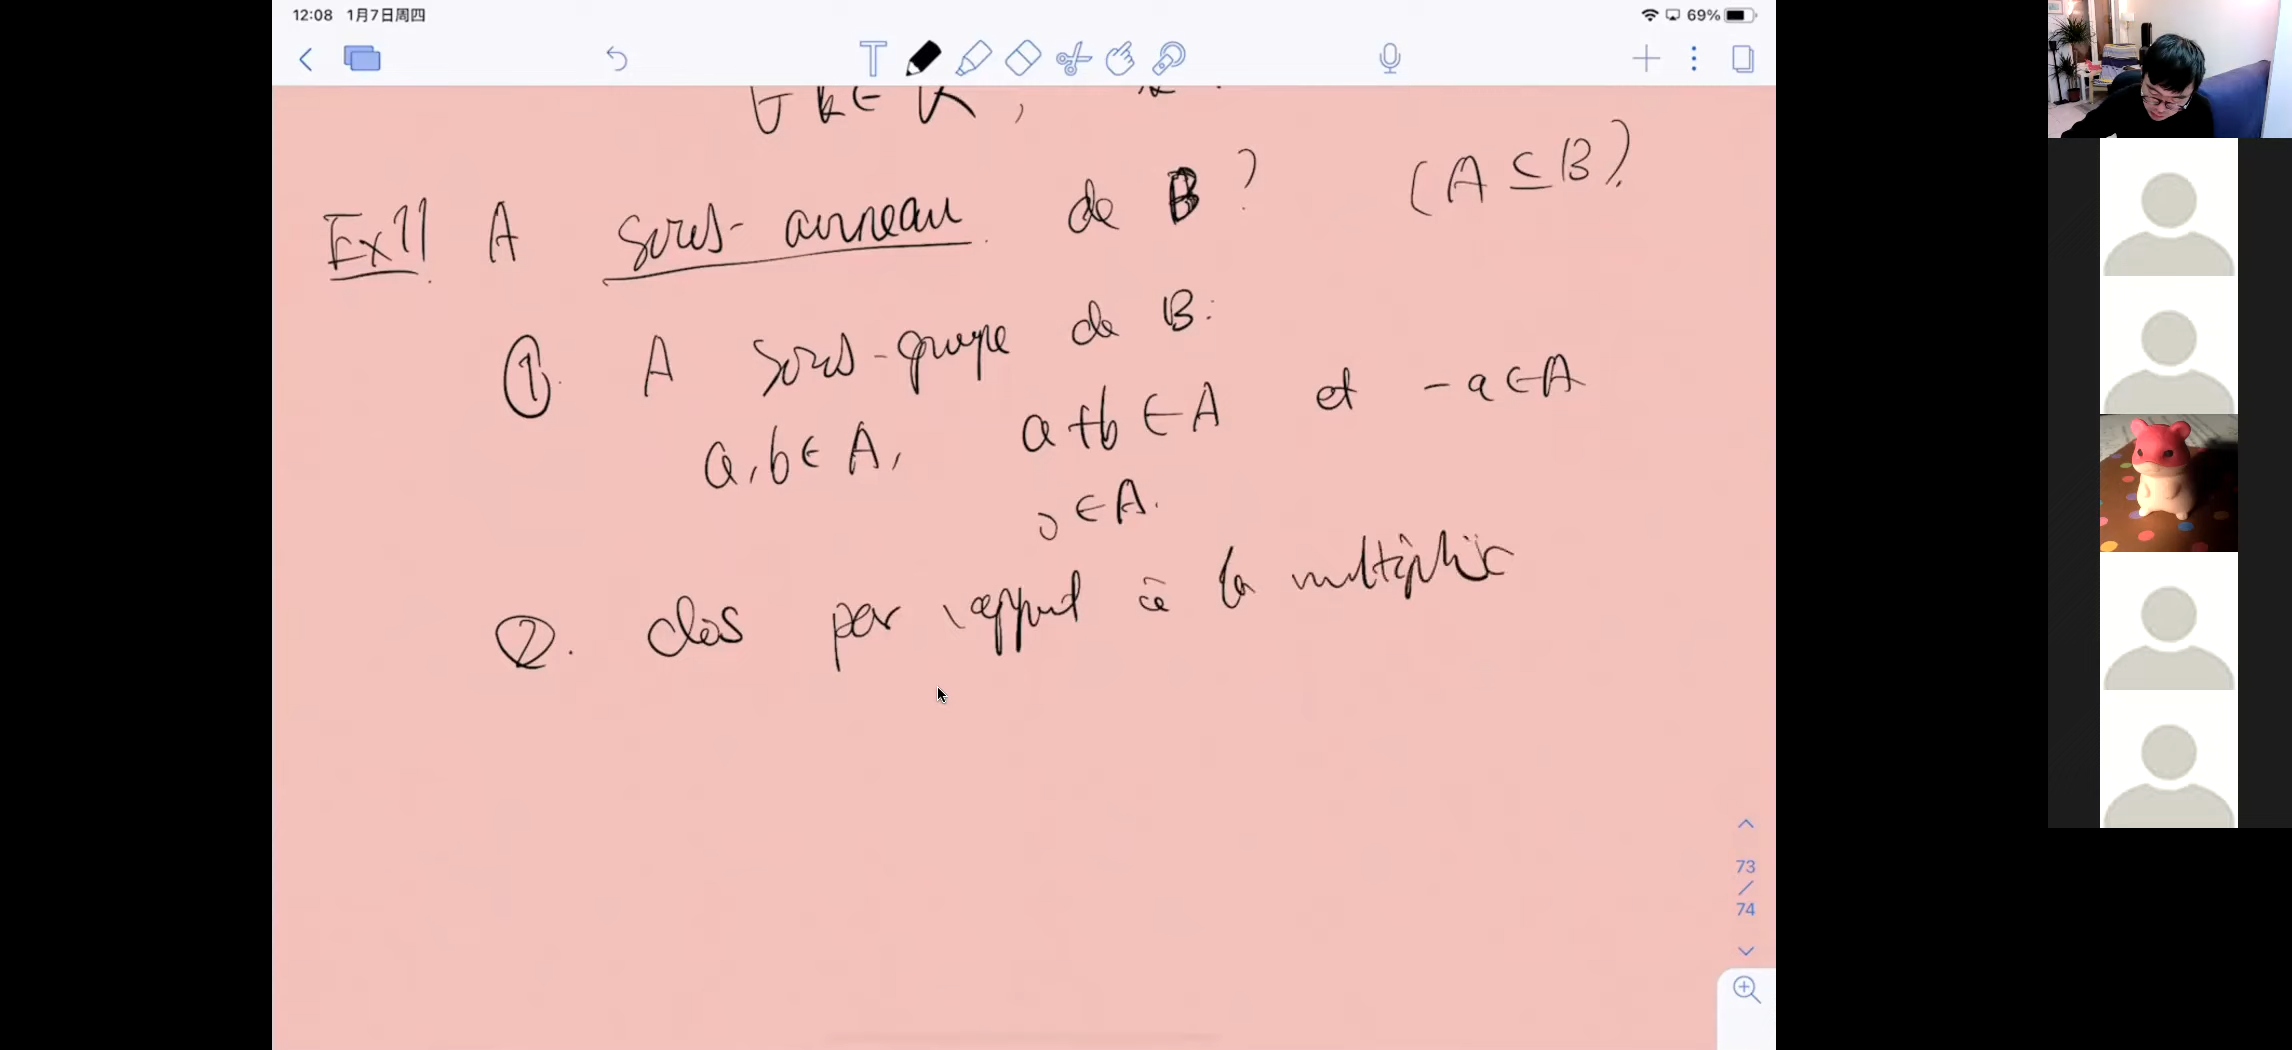 12:08 1月7日周四
69%
∀ k ∈ K,
Ex11 A sous-anneau de B? (A ⊆ B).
① A sous-groupe de B:
a, b ∈ A, a+b ∈ A et -a ∈ A
0 ∈ A.
②. clos par rapport à la multiplic
73
/
74